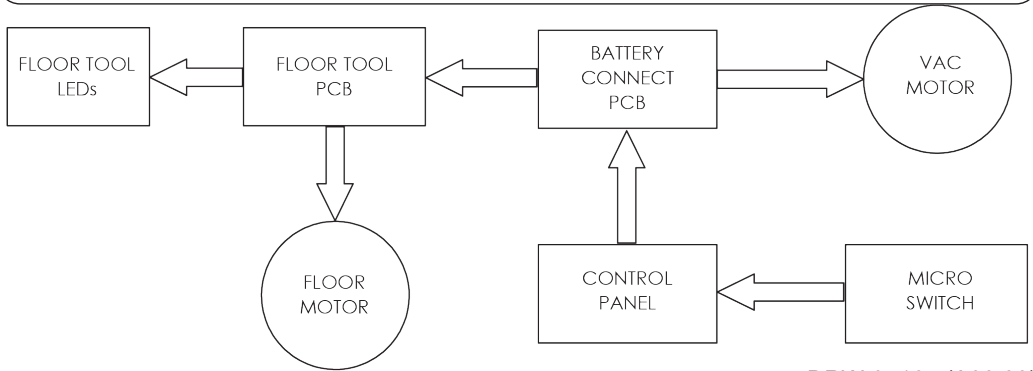 FLOOR TOOL
LEDs
FLOOR TOOL
PCB
BATTERY
CONNECT
PCB
VAC
MOTOR
FLOOR
MOTOR
CONTROL
PANEL
MICRO
SWITCH